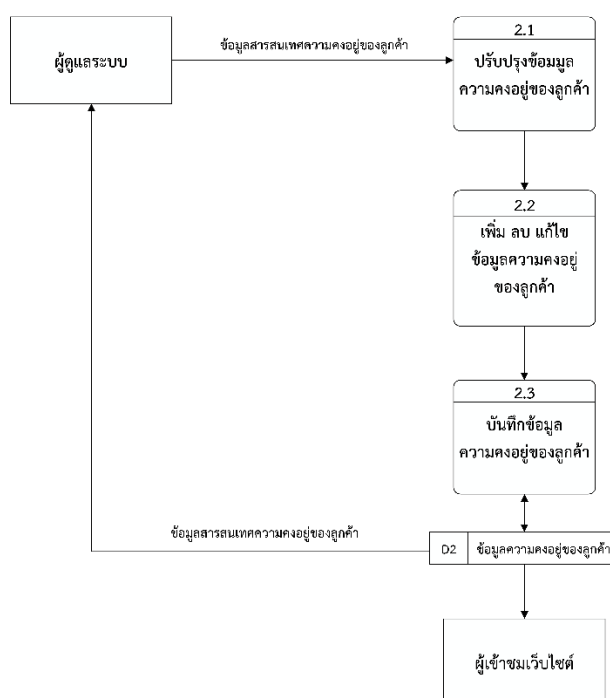 ผู้ดูแลระบบ
ข้อมูลสารสนเทศความคงอยู่ของลูกค้า
2.1
ปรับปรุงข้อมมูล
ความคงอยู่ของลูกค้า
2.2
เพิ่ม ลบ แก้ไข
ข้อมูลความคงอยู่
ของลูกค้า
2.3
บันทึกข้อมูล
ความคงอยู่ของลูกค้า
ข้อมูลสารสนเทศความคงอยู่ของลูกค้า
D2
ข้อมูลความคงอยู่ของลูกค้า
ผู้เข้าชมเว็บไซต์